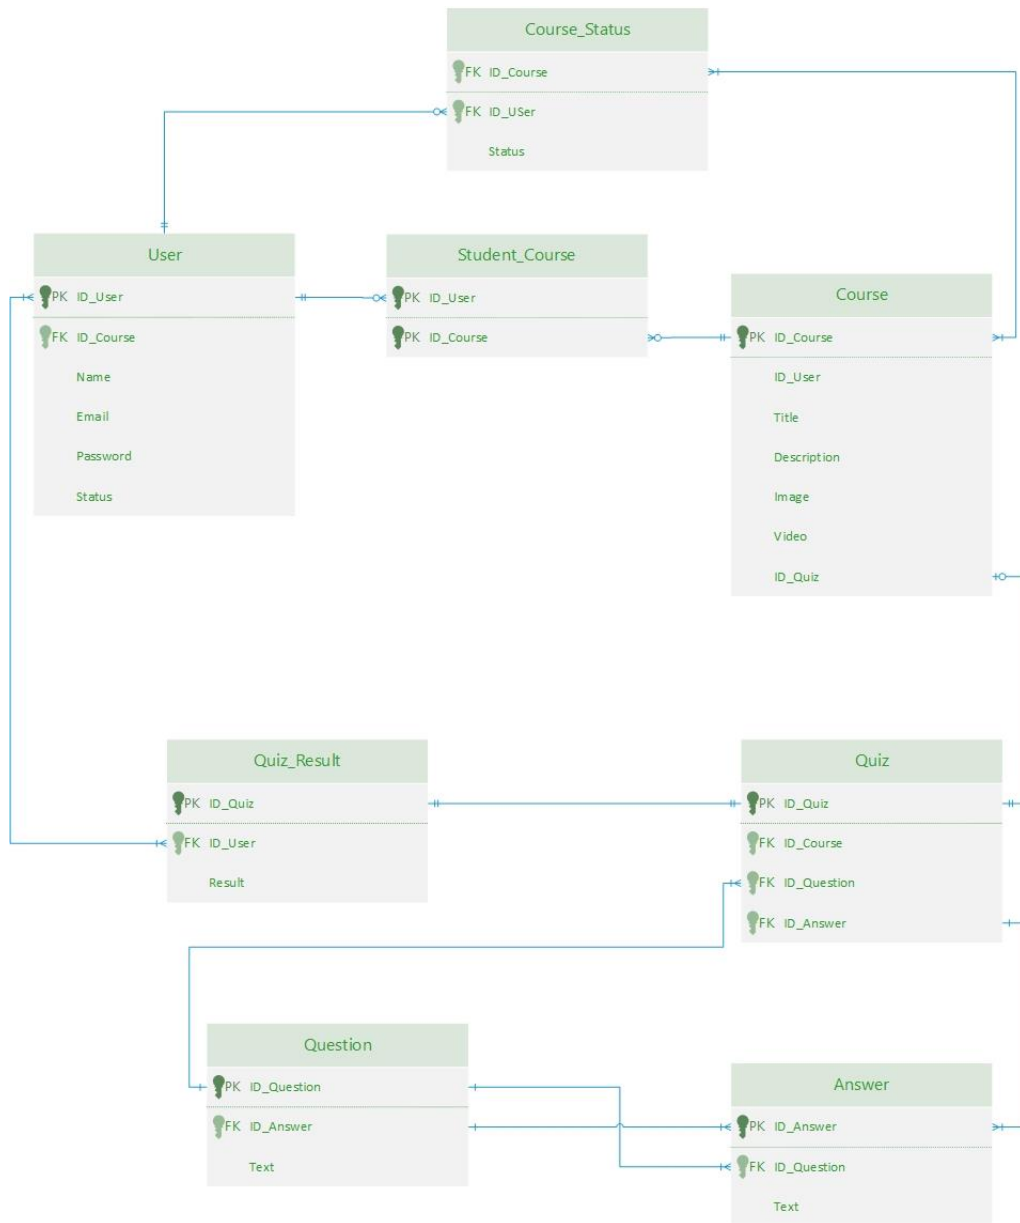 Course_Status
FK ID_Course
FK ID_USer
Status
User
PK ID_User
FK ID_Course
Name
Email
Password
Status
Student_Course
PK ID_User
PK ID_Course
Course
PK ID_Course
ID_User
Title
Description
Image
Video
ID_Quiz
Quiz_Result
PK ID_Quiz
FK ID_User
Result
Quiz
PK ID_Quiz
FK ID_Course
FK ID_Question
FK ID_Answer
Question
PK ID_Question
FK ID_Answer
Text
Answer
PK ID_Answer
FK ID_Question
Text